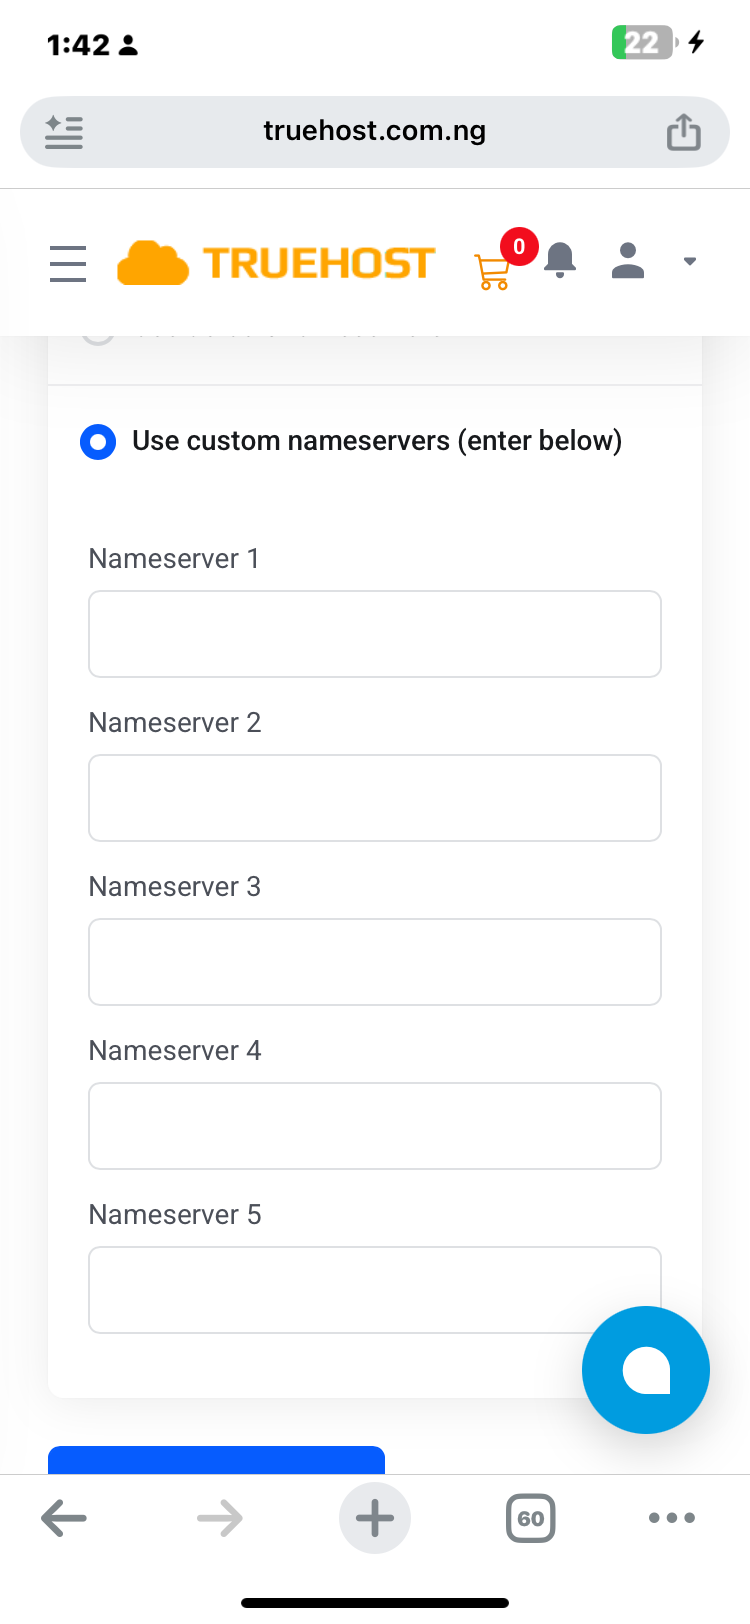 1:42
22
truehost.com.ng
TRUEHOST
0
Use custom nameservers (enter below)
Nameserver 1
Nameserver 2
Nameserver 3
Nameserver 4
Nameserver 5
60